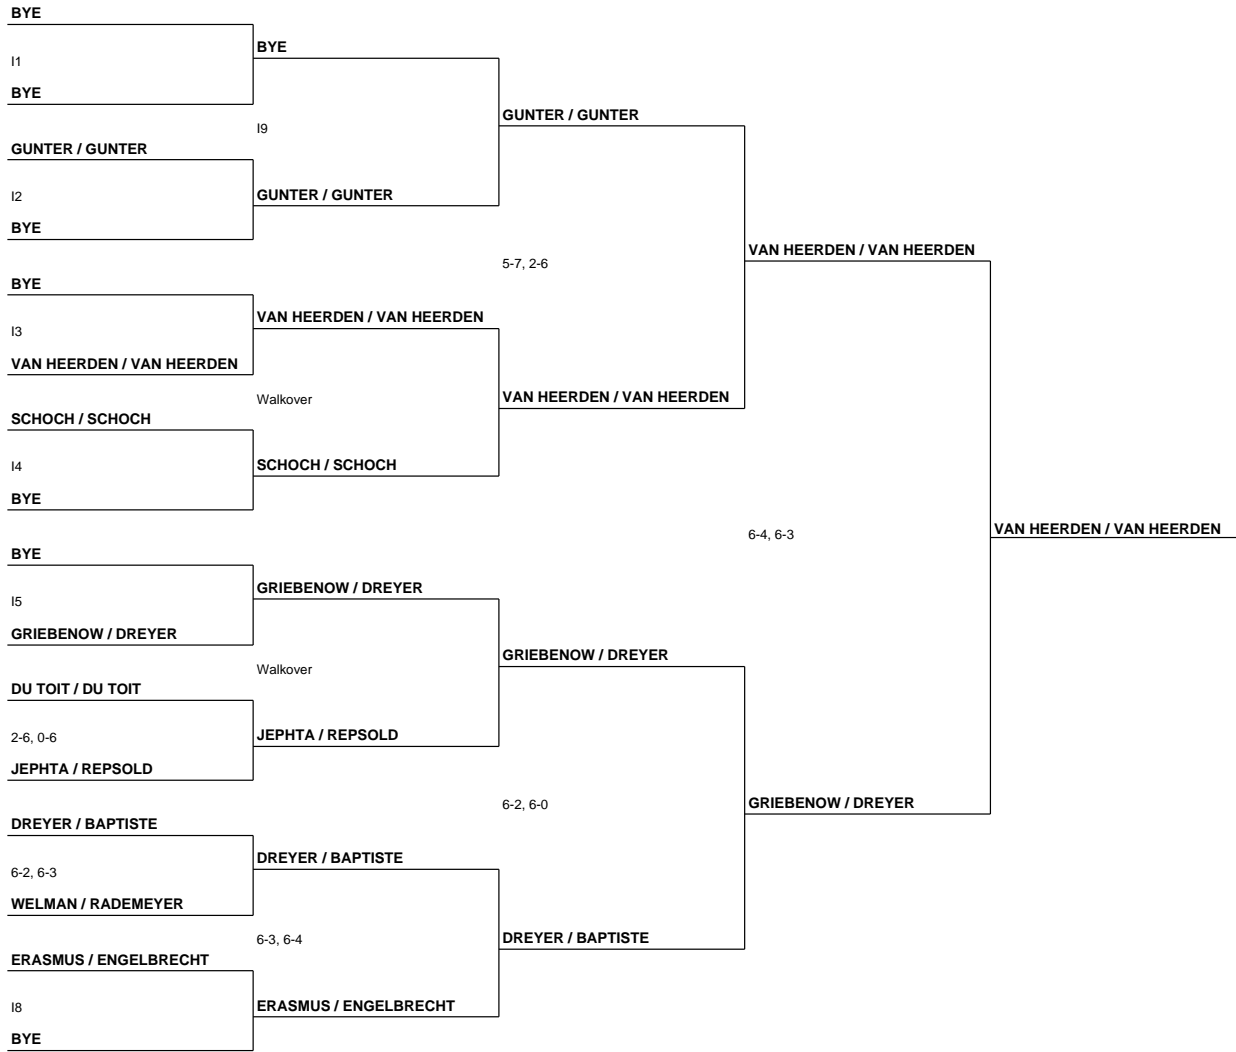 BYE
I1
BYE
GUNTER / GUNTER
I2
BYE
BYE
I3
VAN HEERDEN / VAN HEERDEN
SCHOCH / SCHOCH
I4
BYE
BYE
I5
GRIEBENOW / DREYER
DU TOIT / DU TOIT
2-6, 0-6
JEPHTA / REPSOLD
DREYER / BAPTISTE
6-2, 6-3
WELMAN / RADEMEYER
ERASMUS / ENGELBRECHT
I8
BYE
BYE
I9
GUNTER / GUNTER
VAN HEERDEN / VAN HEERDEN
Walkover
SCHOCH / SCHOCH
GRIEBENOW / DREYER
Walkover
JEPHTA / REPSOLD
DREYER / BAPTISTE
6-3, 6-4
ERASMUS / ENGELBRECHT
GUNTER / GUNTER
5-7, 2-6
VAN HEERDEN / VAN HEERDEN
GRIEBENOW / DREYER
6-2, 6-0
DREYER / BAPTISTE
VAN HEERDEN / VAN HEERDEN
6-4, 6-3
GRIEBENOW / DREYER
VAN HEERDEN / VAN HEERDEN